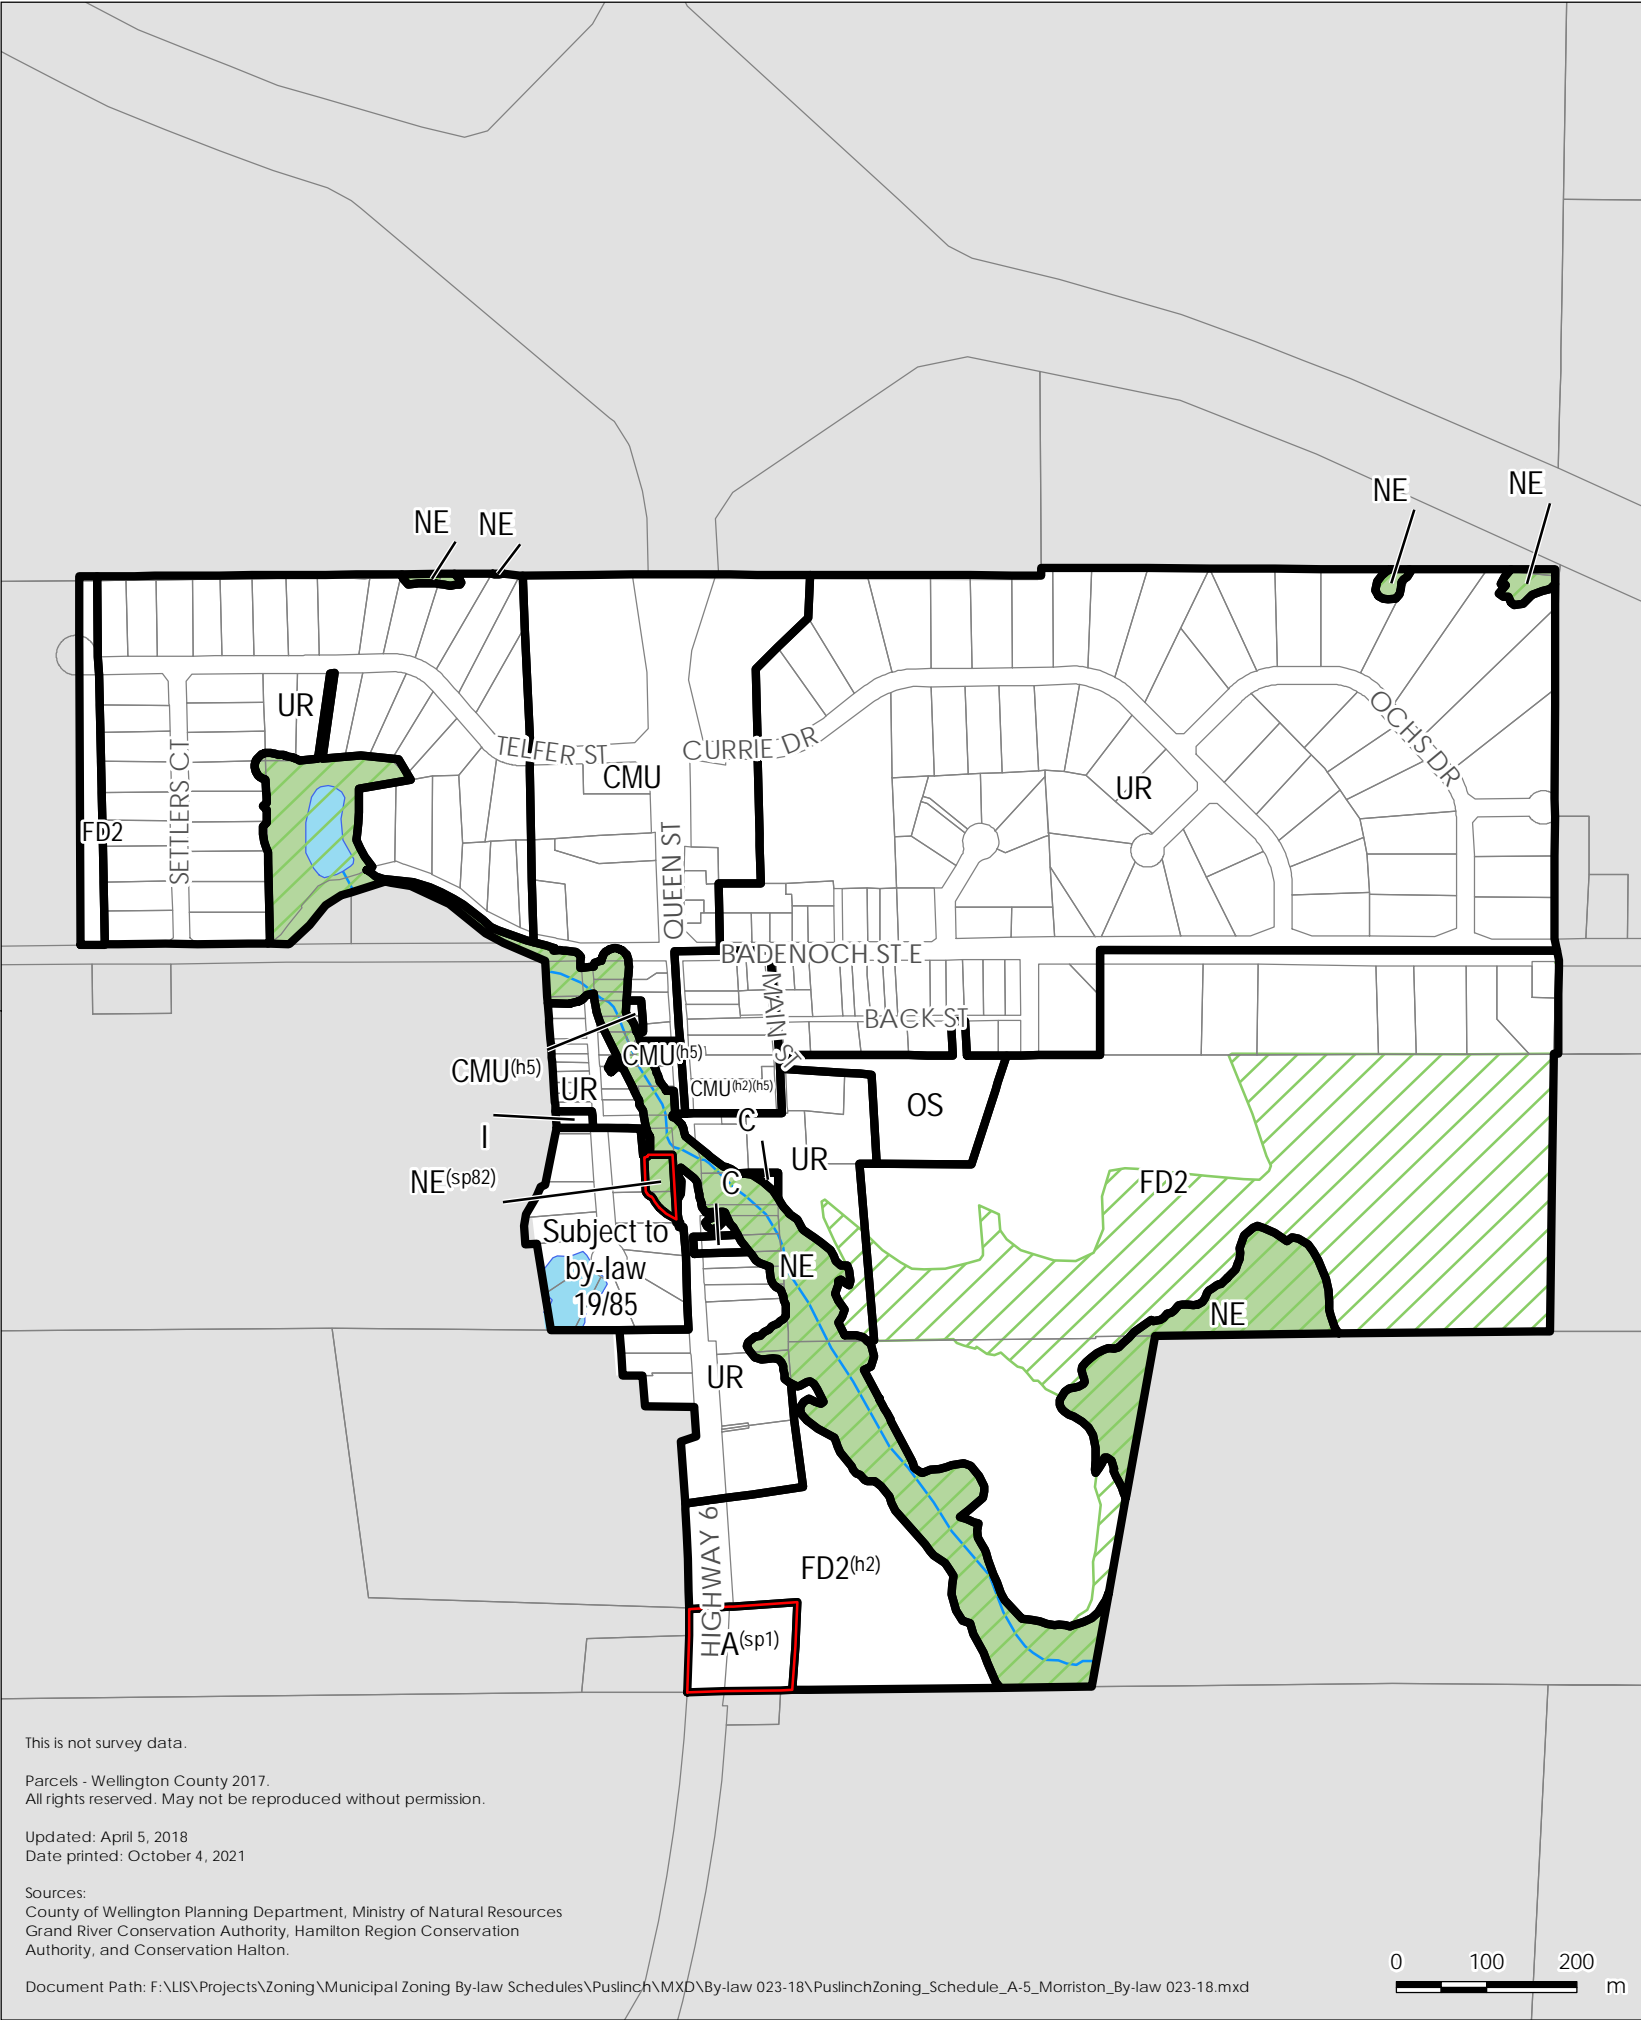 NE
NE
NE
NE
UR
TELFER ST
CURRIE DR
OCHS DR
CMU
UR
SETTLERS CT
FD2
QUEEN ST
BADENOCH ST E
MAIN ST
BACK ST
CMU(h5)
CMU(h5)
UR
CMU(h2)(h5)
OS
C
I
UR
NE(sp82)
C
FD2
Subject to
by-law
19/85
NE
NE
UR
HIGHWAY 6
FD2(h2)
A(sp1)
This is not survey data.
Parcels - Wellington County 2017.
All rights reserved. May not be reproduced without permission.
Updated: April 5, 2018
Date printed: October 4, 2021
Sources:
County of Wellington Planning Department, Ministry of Natural Resources
Grand River Conservation Authority, Hamilton Region Conservation
Authority, and Conservation Halton.
Document Path: F:\LIS\Projects\Zoning\Municipal Zoning By-law Schedules\Puslinch\MXD\By-law 023-18\PuslinchZoning_Schedule_A-5_Morriston_By-law 023-18.mxd
0 100 200
m